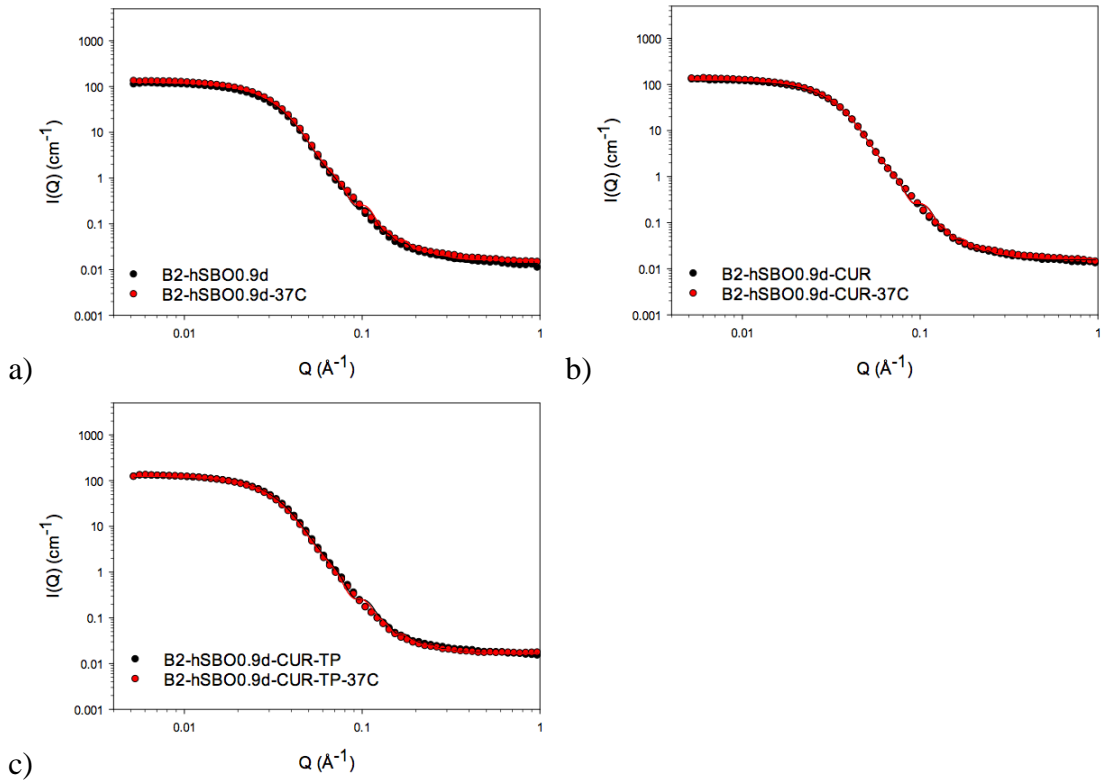 1000
100
10
1
0.1
0.01
0.001
I(Q) (cm⁻¹)
B2-hSBO0.9d
B2-hSBO0.9d-37C
0.01 0.1 1
Q (Å⁻¹)
a)
1000
100
10
1
0.1
0.01
0.001
I(Q) (cm⁻¹)
B2-hSBO0.9d-CUR
B2-hSBO0.9d-CUR-37C
0.01 0.1 1
Q (Å⁻¹)
b)
1000
100
10
1
0.1
0.01
0.001
I(Q) (cm⁻¹)
B2-hSBO0.9d-CUR-TP
B2-hSBO0.9d-CUR-TP-37C
0.01 0.1 1
Q (Å⁻¹)
c)